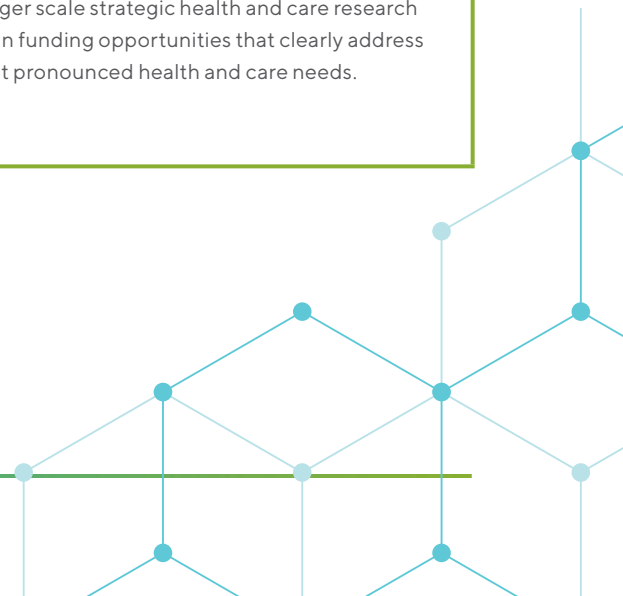 ger scale strategic health and care research
n funding opportunities that clearly address
t pronounced health and care needs.